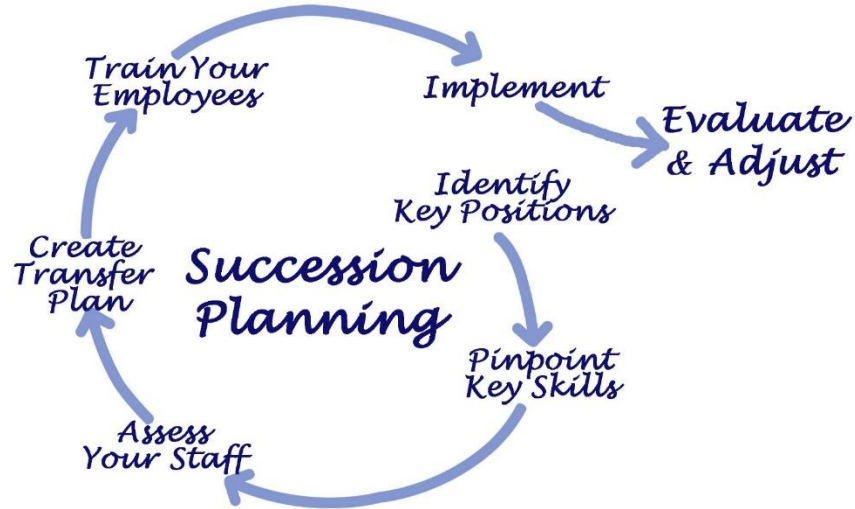 Train Your
Employees
Implement
Evaluate
& Adjust
Identify
Key Positions
Create
Transfer
Plan
Succession
Planning
Pinpoint
Key Skills
Assess
Your Staff